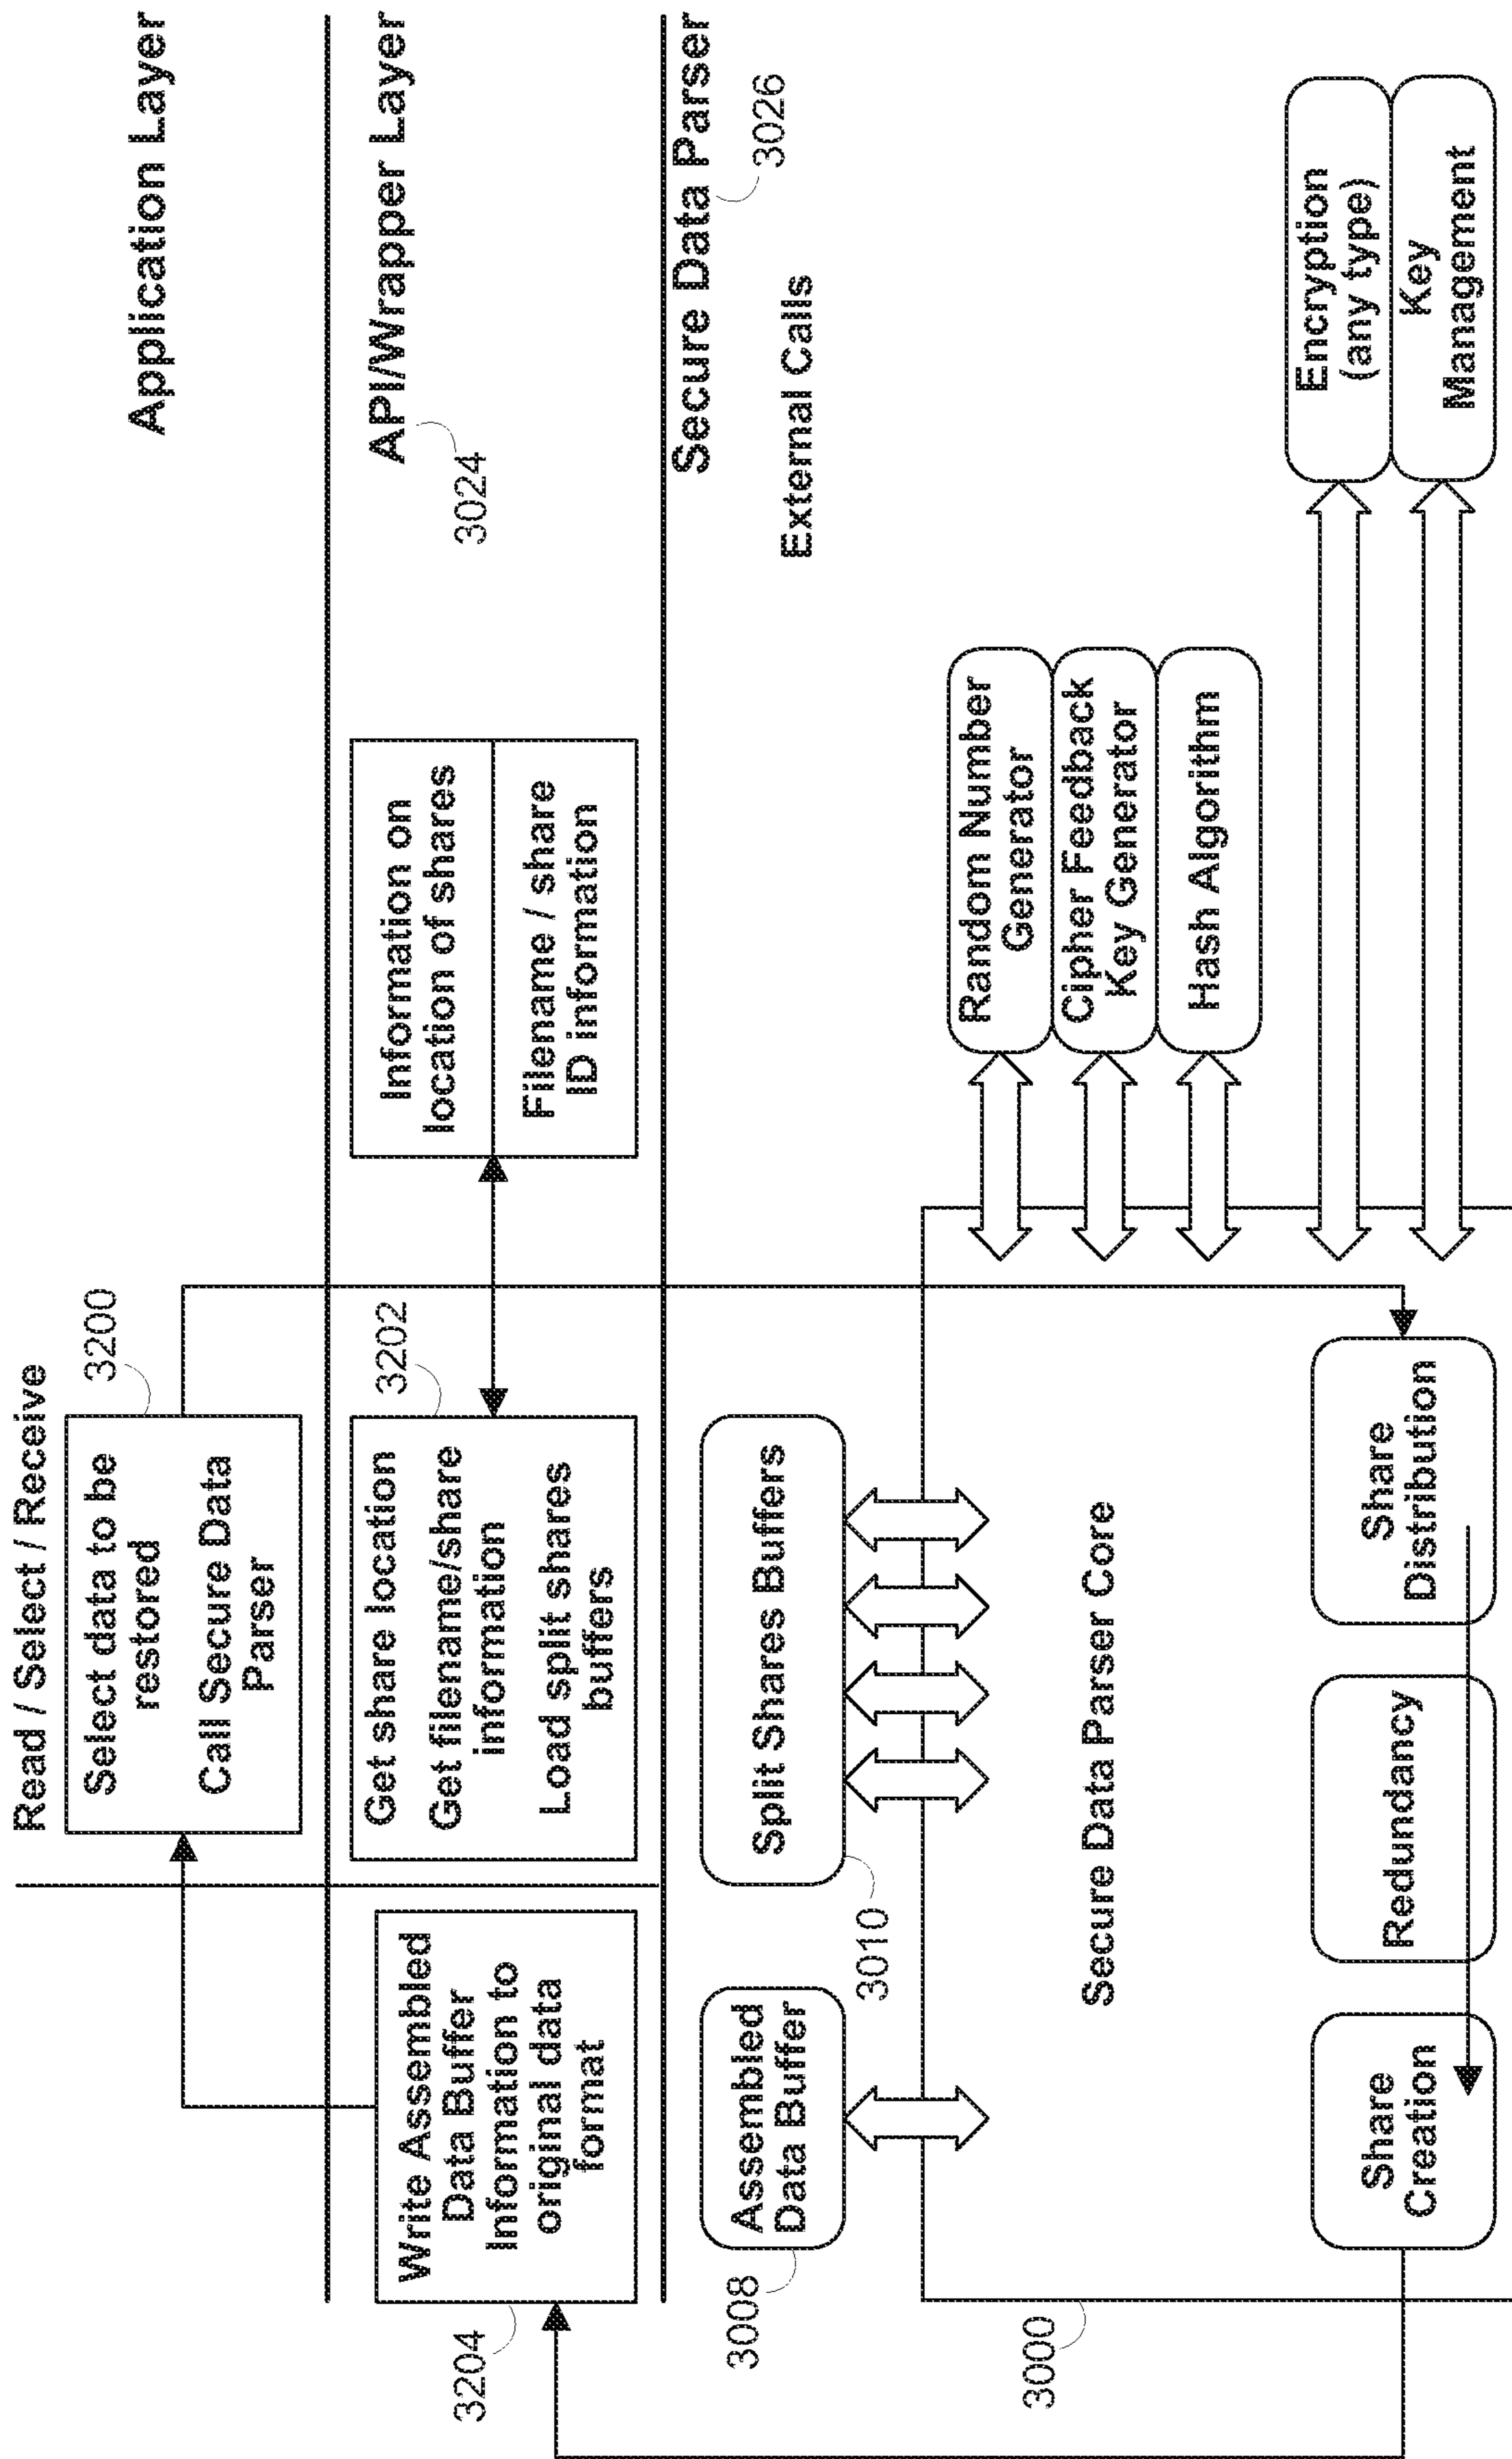 Read / Select / Receive
3200
Select data to be
restored
Call Secure Data
Parser
Application Layer
Write Assembled
Data Buffer
Information to
original data
format
3204
Get share location
Get filename/share
information
Load split shares
buffers
3202
Information on
location of shares
Filename / share
ID information
API/Wrapper Layer
3024
Secure Data Parser
3026
External Calls
Assembled
Data Buffer
3008
Split Shares Buffers
3010
3000
Secure Data Parser Core
Random Number
Generator
Cipher Feedback
Key Generator
Hash Algorithm
Share
Creation
Redundancy
Share
Distribution
Encryption
(any type)
Key
Management